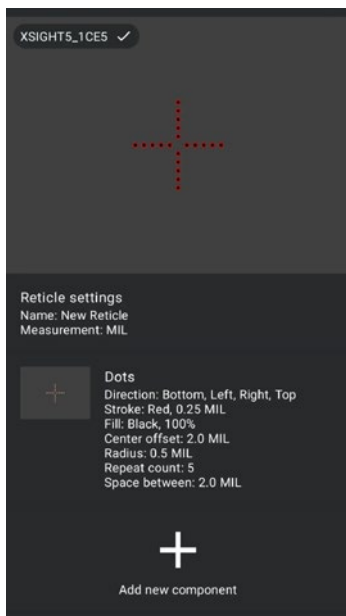 XSIGHT5_1CE5
Reticle settings
Name: New Reticle
Measurement: MIL
Dots
Direction: Bottom, Left, Right, Top
Stroke: Red, 0.25 MIL
Fill: Black, 100%
Center offset: 2.0 MIL
Radius: 0.5 MIL
Repeat count: 5
Space between: 2.0 MIL
Add new component